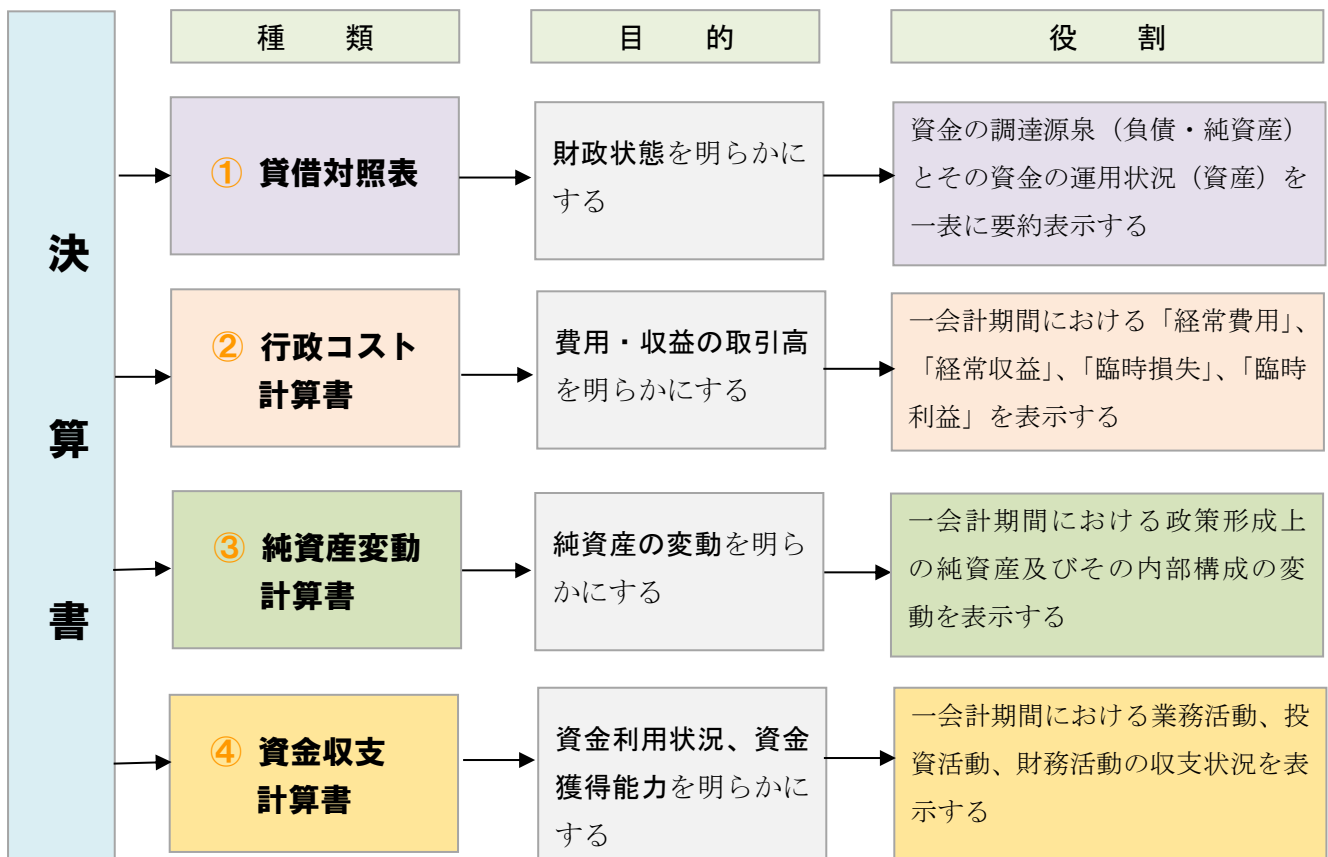 種　類
目　的
役　割
決算書
① 貸借対照表
財政状態を明らかに
する
資金の調達源泉（負債・純資産）
とその資金の運用状況（資産）を
一表に要約表示する
② 行政コスト
計算書
費用・収益の取引高
を明らかにする
一会計期間における「経常費用」、
「経常収益」、「臨時損失」、「臨時
利益」を表示する
③ 純資産変動
計算書
純資産の変動を明ら
かにする
一会計期間における政策形成上
の純資産及びその内部構成の変
動を表示する
④ 資金収支
計算書
資金利用状況、資金
獲得能力を明らかに
する
一会計期間における業務活動、投
資活動、財務活動の収支状況を表
示する